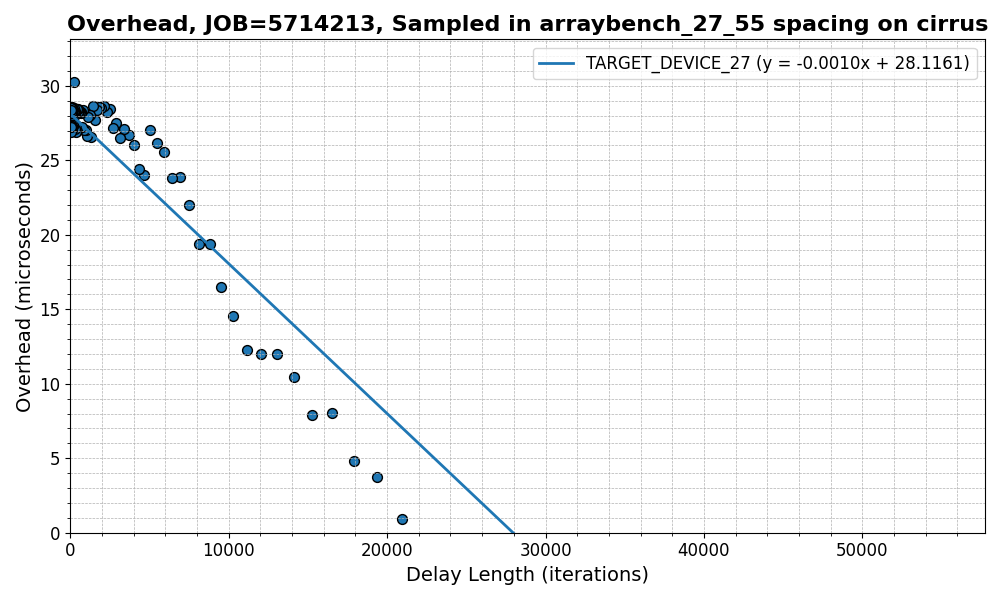 Overhead, JOB=5714213, Sampled in arraybench_27_55 spacing on cirrus
TARGET_DEVICE_27 (y = -0.0010x + 28.1161)
Overhead (microseconds)
30
25
20
15
10
5
0
0 10000 20000 30000 40000 50000
Delay Length (iterations)